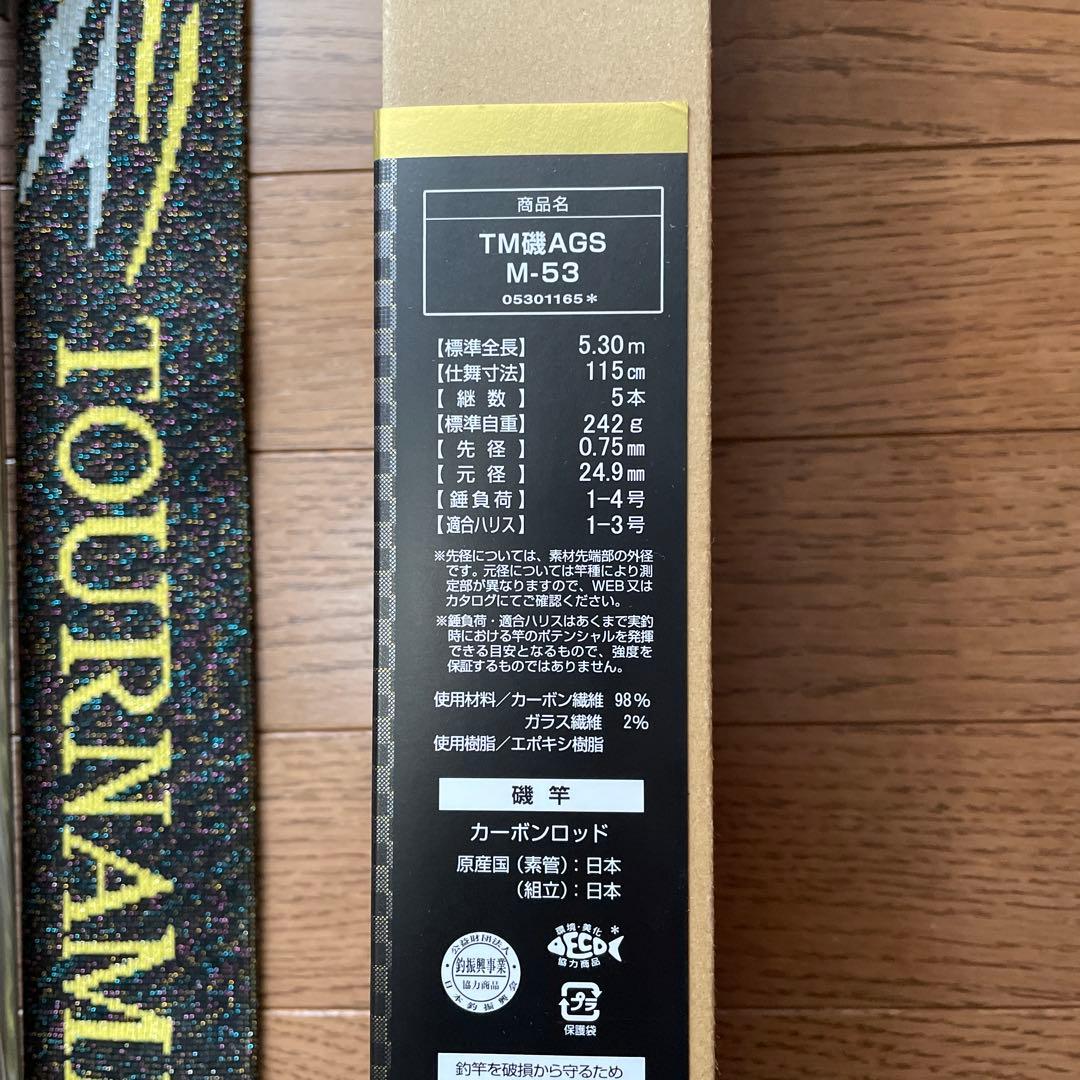 TOURNAM
商品名
TM磯AGS
M-53
05301165*
【標準全長】 5.30m
【仕舞寸法】 115cm
【継数】 5本
【標準自重】 242g
【先径】 0.75mm
【元径】 24.9mm
【錘負荷】 1-4号
【適合ハリス】 1-3号
※先径については、素材先端部の外径
です。元径については竿種により測
定部が異なりますので、WEB又は
カタログにてご確認ください。
※錘負荷・適合ハリスはあくまで実釣
時における竿のポテンシャルを発揮
できる目安となるもので、強度を
保証するものではありません。
使用材料/カーボン繊維 98%
ガラス繊維 2%
使用樹脂/エポキシ樹脂
磯竿
カーボンロッド
原産国(素管):日本
(組立):日本
公益財団法人
釣振興事業
協力商品
日本釣振興会
環境・美化
ECO
*
協力商品
プラ
保護袋
釣竿を破損から守るため